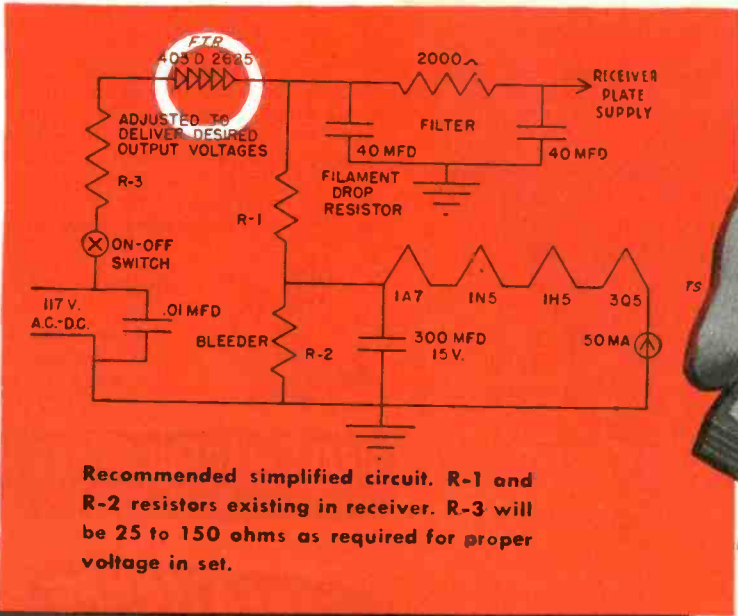 FTR
403 D 2625
ADJUSTED TO
DELIVER DESIRED
OUTPUT VOLTAGES
R-3
ON-OFF
SWITCH
117 V.
A.C.-D.C.
.01 MFD
R-1
BLEEDER
R-2
FILAMENT
DROP
RESISTOR
2000
FILTER
40 MFD
40 MFD
RECEIVER
PLATE
SUPPLY
1A7
1N5
1H5
3Q5
300 MFD
15 V.
50 MA
TS
Recommended simplified circuit. R-1 and
R-2 resistors existing in receiver. R-3 will
be 25 to 150 ohms as required for proper
voltage in set.